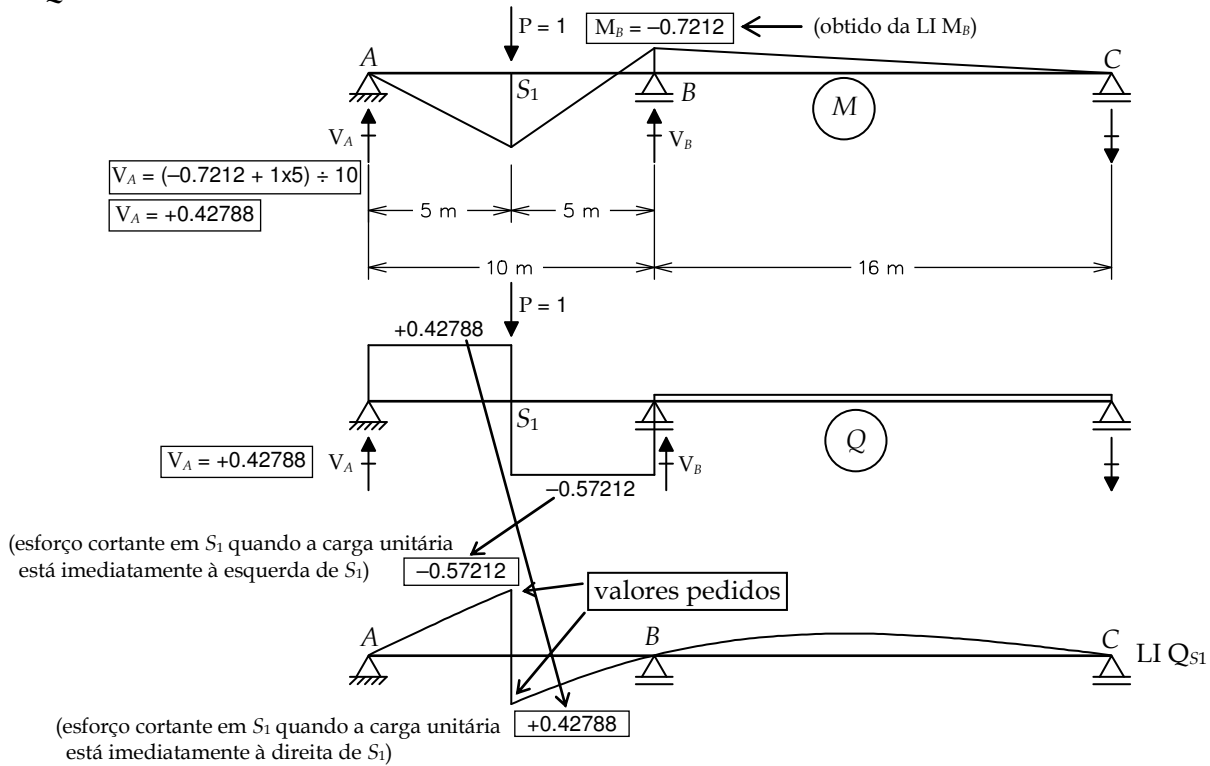 Q
P = 1
M_B = –0.7212
(obtido da LI M_B)
A
S₁
B
C
M
V_A
V_B
V_A = (–0.7212 + 1x5) ÷ 10
V_A = +0.42788
5 m
5 m
10 m
16 m
P = 1
+0.42788
S₁
Q
V_A = +0.42788
V_A
V_B
–0.57212
(esforço cortante em S₁ quando a carga unitária
está imediatamente à esquerda de S₁)
–0.57212
valores pedidos
A
B
C
LI Q_S1
(esforço cortante em S₁ quando a carga unitária
está imediatamente à direita de S₁)
+0.42788